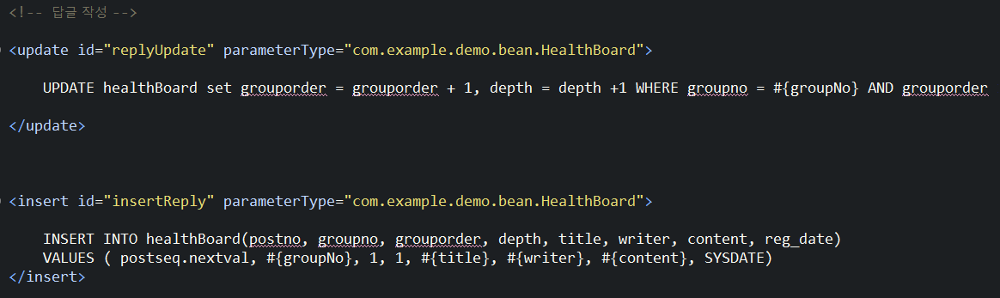 <!-- 답글 작성 -->
<update id="replyUpdate" parameterType="com.example.demo.bean.HealthBoard">
UPDATE healthBoard set grouporder = grouporder + 1, depth = depth +1 WHERE groupno = #{groupNo} AND grouporder
</update>
<insert id="insertReply" parameterType="com.example.demo.bean.HealthBoard">
INSERT INTO healthBoard(postno, groupno, grouporder, depth, title, writer, content, reg_date)
VALUES ( postseq.nextval, #{groupNo}, 1, 1, #{title}, #{writer}, #{content}, SYSDATE)
</insert>